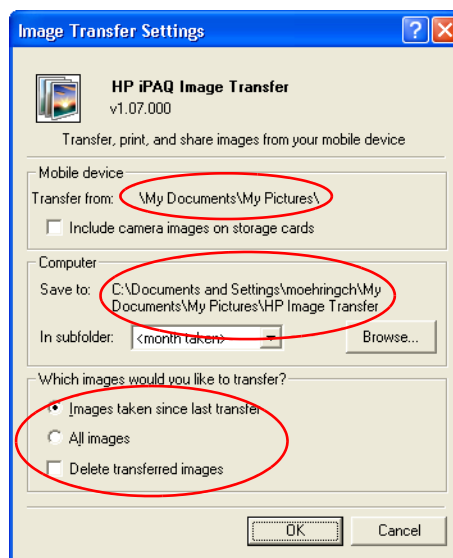 Image Transfer Settings
HP iPAQ Image Transfer
v1.07.000
Transfer, print, and share images from your mobile device
Mobile device
Transfer from: \My Documents\My Pictures\
Include camera images on storage cards
Computer
Save to: C:\Documents and Settings\moehringch\My
Documents\My Pictures\HP Image Transfer
In subfolder: <month taken> Browse...
Which images would you like to transfer?
Images taken since last transfer
All images
Delete transferred images
OK Cancel